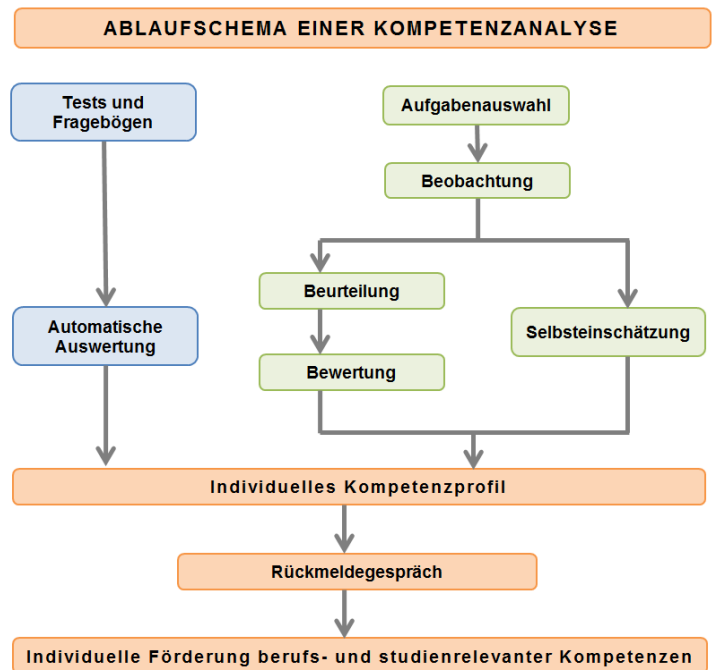 ABLAUFSCHEMA EINER KOMPETENZANALYSE
Tests und
Fragebögen
Aufgabenauswahl
Beobachtung
Beurteilung
Automatische
Auswertung
Selbsteinschätzung
Bewertung
Individuelles Kompetenzprofil
Rückmeldegespräch
Individuelle Förderung berufs- und studienrelevanter Kompetenzen